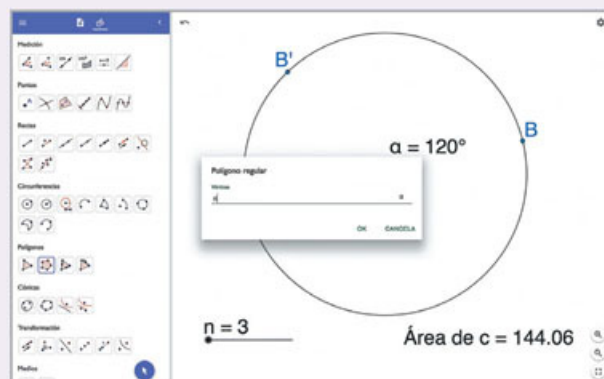 Medición
Puntos
Rectas
Circunferencias
Polígonos
Cónicas
Transformación
Medios
B'
B
α = 120°
Polígono regular
Vértices
n
α
OK CANCELA
n = 3
Área de c = 144.06